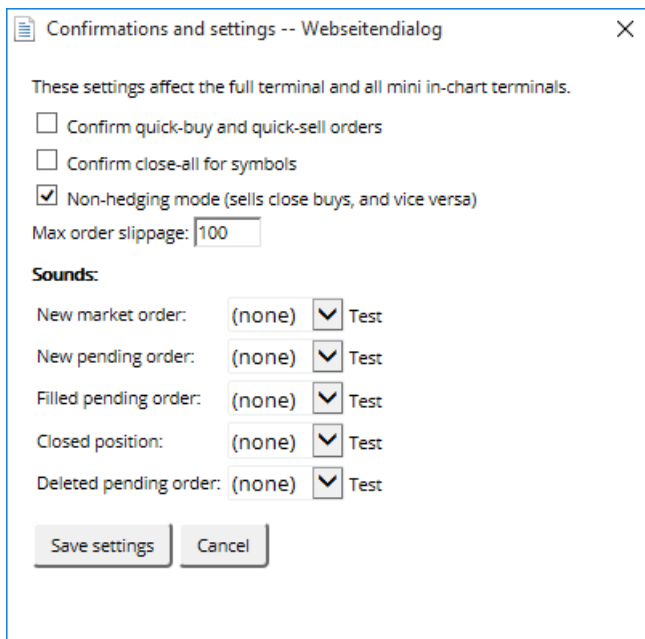 Confirmations and settings -- Webseitendialog
These settings affect the full terminal and all mini in-chart terminals.
Confirm quick-buy and quick-sell orders
Confirm close-all for symbols
Non-hedging mode (sells close buys, and vice versa)
Max order slippage: 100
Sounds:
New market order: (none) Test
New pending order: (none) Test
Filled pending order: (none) Test
Closed position: (none) Test
Deleted pending order: (none) Test
Save settings Cancel